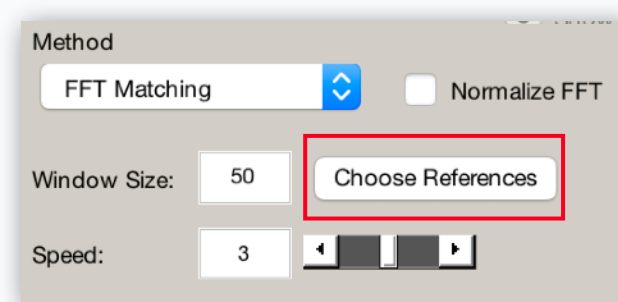 Method
FFT Matching Normalize FFT
Window Size: 50 Choose References
Speed: 3